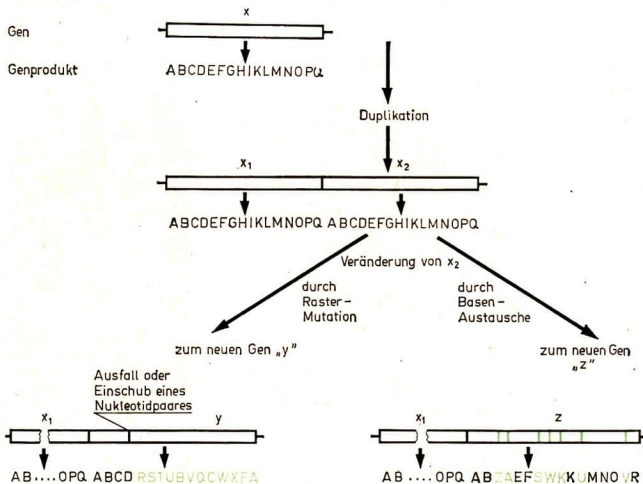 x
Gen
Genprodukt
ABCDEFGHIKLMNOPQ
Duplikation
x1 x2
ABCDEFGHIKLMNOPQ ABCDEFGHIKLMNOPQ
Veränderung von x2
durch
Raster-
Mutation
durch
Basen-
Austausche
zum neuen Gen „y"
zum neuen Gen
„z"
Ausfall oder
Einschub eines
Nukleotidpaares
x1 y
AB....OPQ ABCD RSTUBVQCWXFA
x1 z
AB ....OPQ ABZAEFSWKKUMNOVR